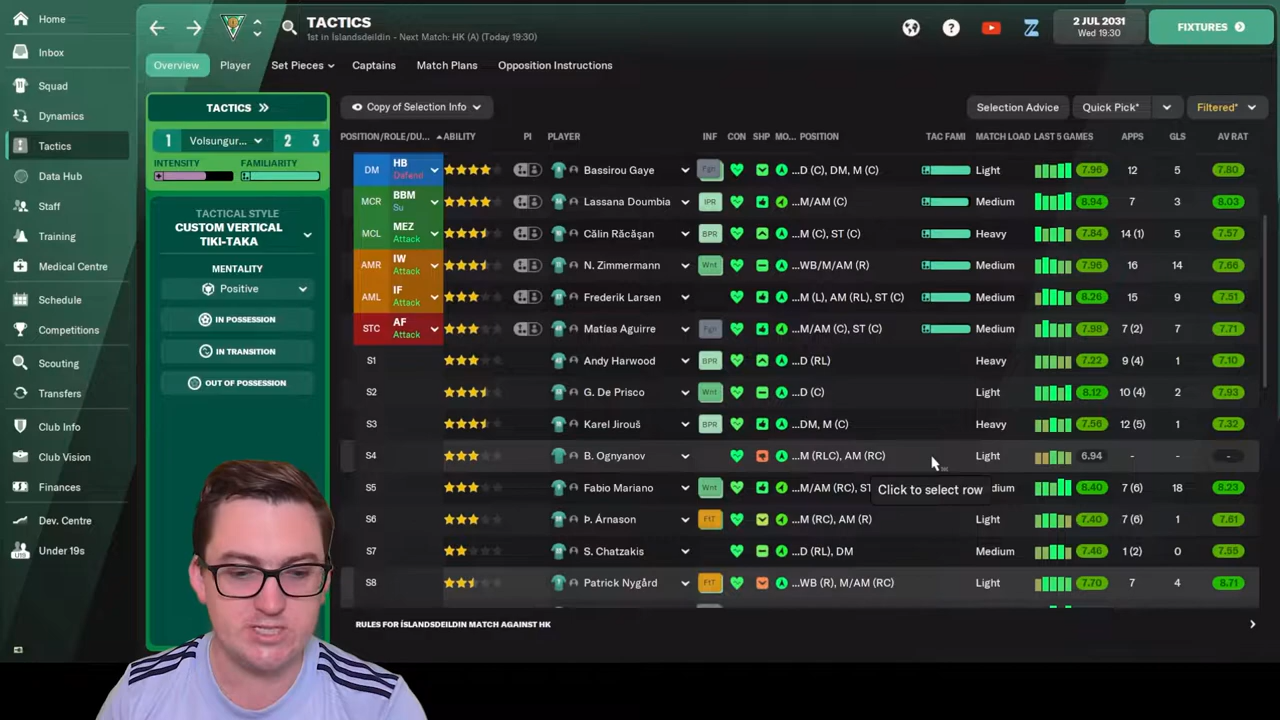 Home
Inbox
Squad
Dynamics
Tactics
Data Hub
Staff
Training
Medical Centre
Schedule
Competitions
Scouting
Transfers
Club Info
Club Vision
Finances
Dev. Centre
Under 19s
TACTICS
1st in Íslandsdeildin - Next Match: HK (A) (Today 19:30)
2 JUL 2031
Wed 19:30
FIXTURES
Overview Player Set Pieces Captains Match Plans Opposition Instructions
TACTICS
1 Volsungur... 2 3
INTENSITY FAMILIARITY
TACTICAL STYLE
CUSTOM VERTICAL
TIKI-TAKA
MENTALITY
Positive
IN POSSESSION
IN TRANSITION
OUT OF POSSESSION
Copy of Selection Info Selection Advice Quick Pick* Filtered*
POSITION/ROLE/DU... ABILITY PI PLAYER INF CON SHP MO... POSITION TAC FAMI MATCH LOAD LAST 5 GAMES APPS GLS AV RAT
DM HB Defend Bassirou Gaye Fgn ...D (C), DM, M (C) Light 7.96 12 5 7.80
MCR BBM Su Lassana Doumbia IPR ...M/AM (C) Medium 8.94 7 3 8.03
MCL MEZ Attack Călin Răcășan BPR ...M (C), ST (C) Heavy 7.84 14 (1) 5 7.57
AMR IW Attack N. Zimmermann Wnt ...WB/M/AM (R) Medium 7.96 16 14 7.66
AML IF Attack Frederik Larsen ...M (L), AM (RL), ST (C) Medium 8.26 15 9 7.51
STC AF Attack Matías Aguirre Fgn ...M/AM (C), ST (C) Medium 7.98 7 (2) 7 7.71
S1 Andy Harwood BPR ...D (RL) Heavy 7.22 9 (4) 1 7.10
S2 G. De Prisco Wnt ...D (C) Light 8.12 10 (4) 2 7.93
S3 Karel Jirouš BPR ...DM, M (C) Heavy 7.56 12 (5) 1 7.32
S4 B. Ognyanov ...M (RLC), AM (RC) Light 6.94 - - -
S5 Fabio Mariano Wnt ...M/AM (RC), ST dium 8.40 7 (6) 18 8.23
Click to select row
S6 Þ. Árnason FtT ...M (RC), AM (R) Light 7.40 7 (6) 1 7.61
S7 S. Chatzakis ...D (RL), DM Medium 7.46 1 (2) 0 7.55
S8 Patrick Nygård FtT ...WB (R), M/AM (RC) Light 7.70 7 4 8.71
RULES FOR ÍSLANDSDEILDIN MATCH AGAINST HK